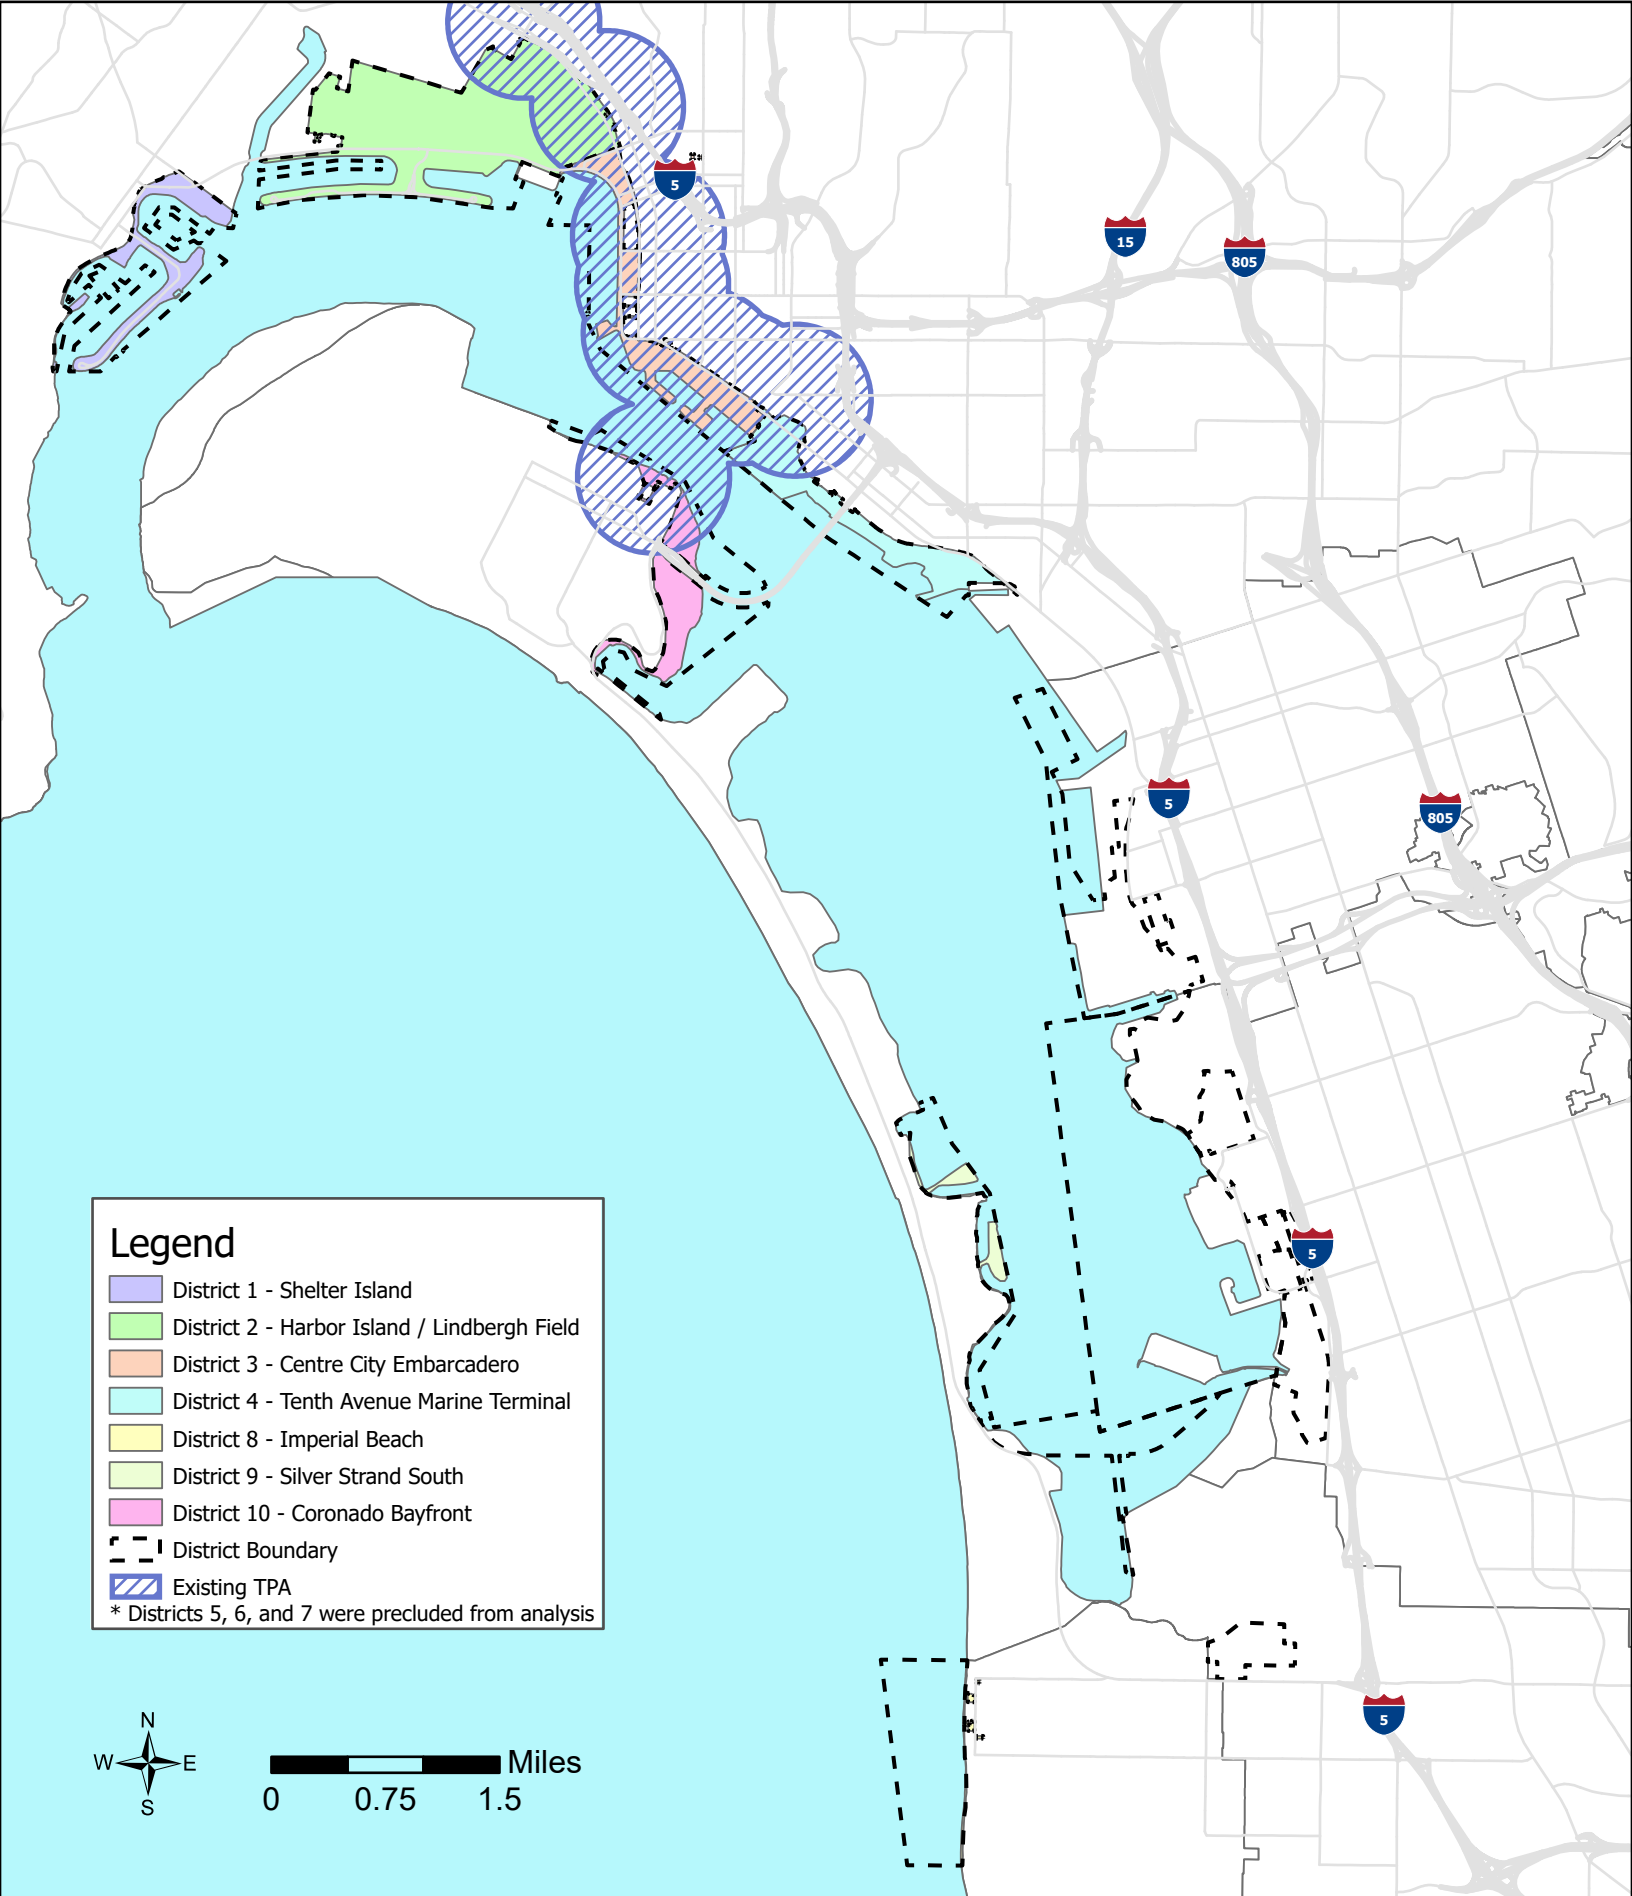 5
15
805
5
805
5
5
Legend
District 1 - Shelter Island
District 2 - Harbor Island / Lindbergh Field
District 3 - Centre City Embarcadero
District 4 - Tenth Avenue Marine Terminal
District 8 - Imperial Beach
District 9 - Silver Strand South
District 10 - Coronado Bayfront
District Boundary
Existing TPA
* Districts 5, 6, and 7 were precluded from analysis
N
W E
S
Miles
0 0.75 1.5